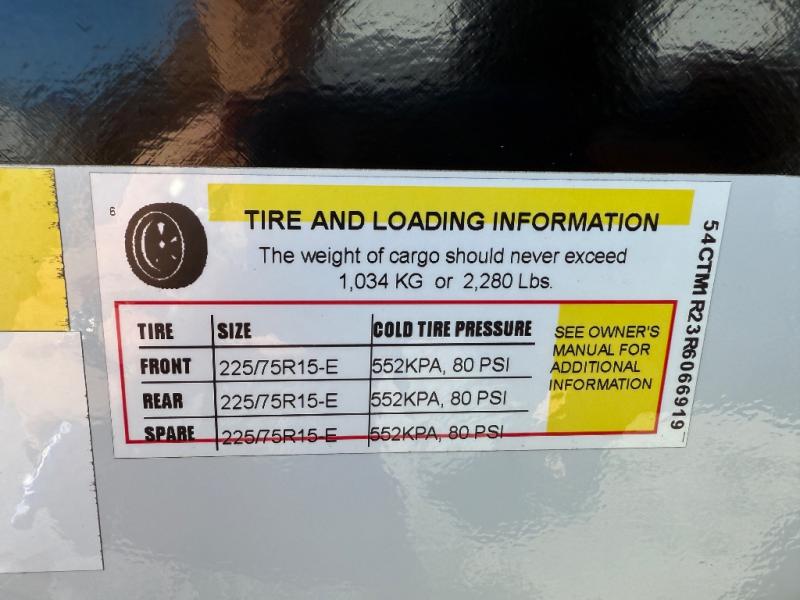 6
TIRE AND LOADING INFORMATION
The weight of cargo should never exceed
1,034 KG or 2,280 Lbs.
TIRE SIZE COLD TIRE PRESSURE
FRONT 225/75R15-E 552KPA, 80 PSI
REAR 225/75R15-E 552KPA, 80 PSI
SPARE 225/75R15-E 552KPA, 80 PSI
SEE OWNER'S
MANUAL FOR
ADDITIONAL
INFORMATION
54CTM1R23R6066919